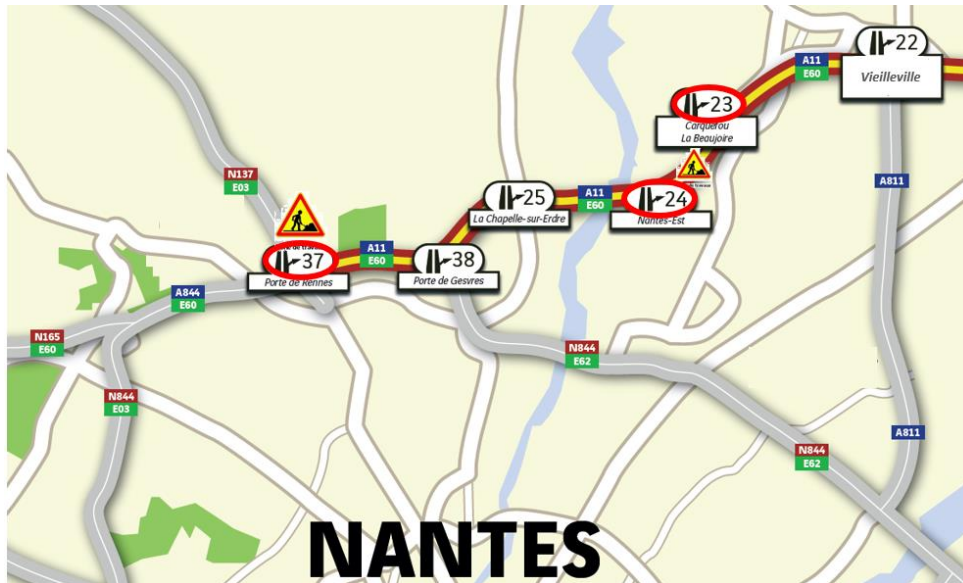 22
Vieilleville
A11
E60
23
Carquefou
La Beaujoire
N137
E03
25
La Chapelle-sur-Erdre
A11
E60
24
Nantes-Est
A811
37
Porte de Rennes
A11
E60
38
Porte de Gesvres
A844
E60
N165
E60
N844
E62
N844
E03
A811
N844
E62
NANTES